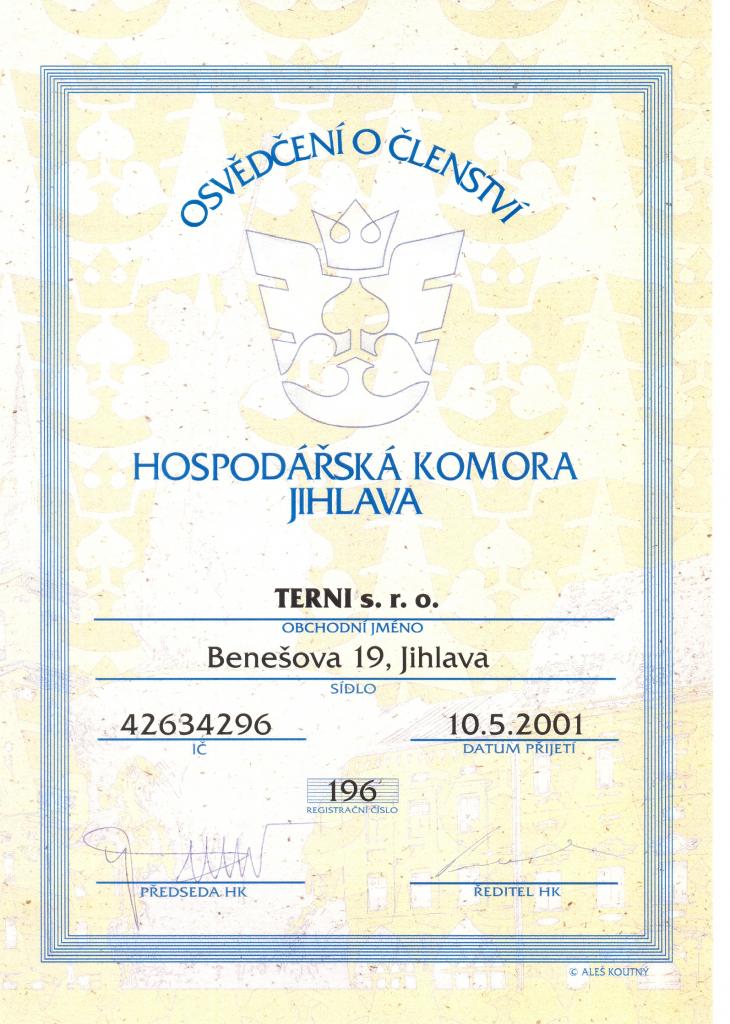 OSVĚDČENÍ O ČLENSTVÍ
HOSPODÁŘSKÁ KOMORA
JIHLAVA
TERNI s. r. o.
OBCHODNÍ JMÉNO
Benešova 19, Jihlava
SÍDLO
42634296
IČ
10.5.2001
DATUM PŘIJETÍ
196
REGISTRAČNÍ ČÍSLO
PŘEDSEDA HK
ŘEDITEL HK
© ALEŠ KOUTNÝ